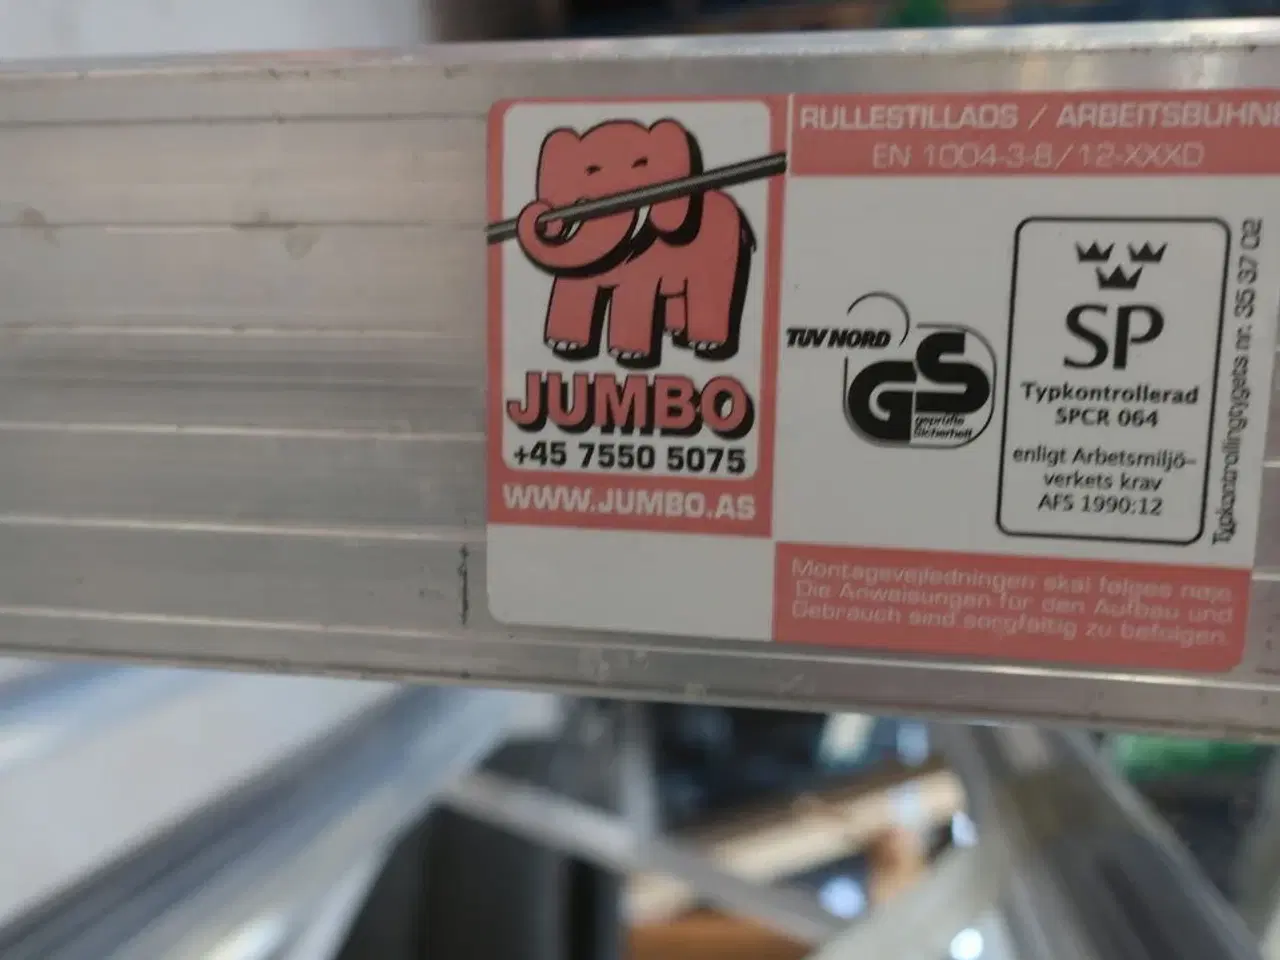 JUMBO
+45 7550 5075
WWW.JUMBO.AS
RULLESTILLADS / ARBEITSBÜHNE
EN 1004-3-8/12-XXXD
TUV NORD
GS
geprüfte
Sicherheit
SP
Typkontrollerad
SPCR 064
enligt Arbetsmiljö-
verkets krav
AFS 1990:12
Typkontrollintygets nr: 35 37 02
Montagevejledningen skal følges nøje.
Die Anweisungen für den Aufbau und
Gebrauch sind sorgfältig zu befolgen.